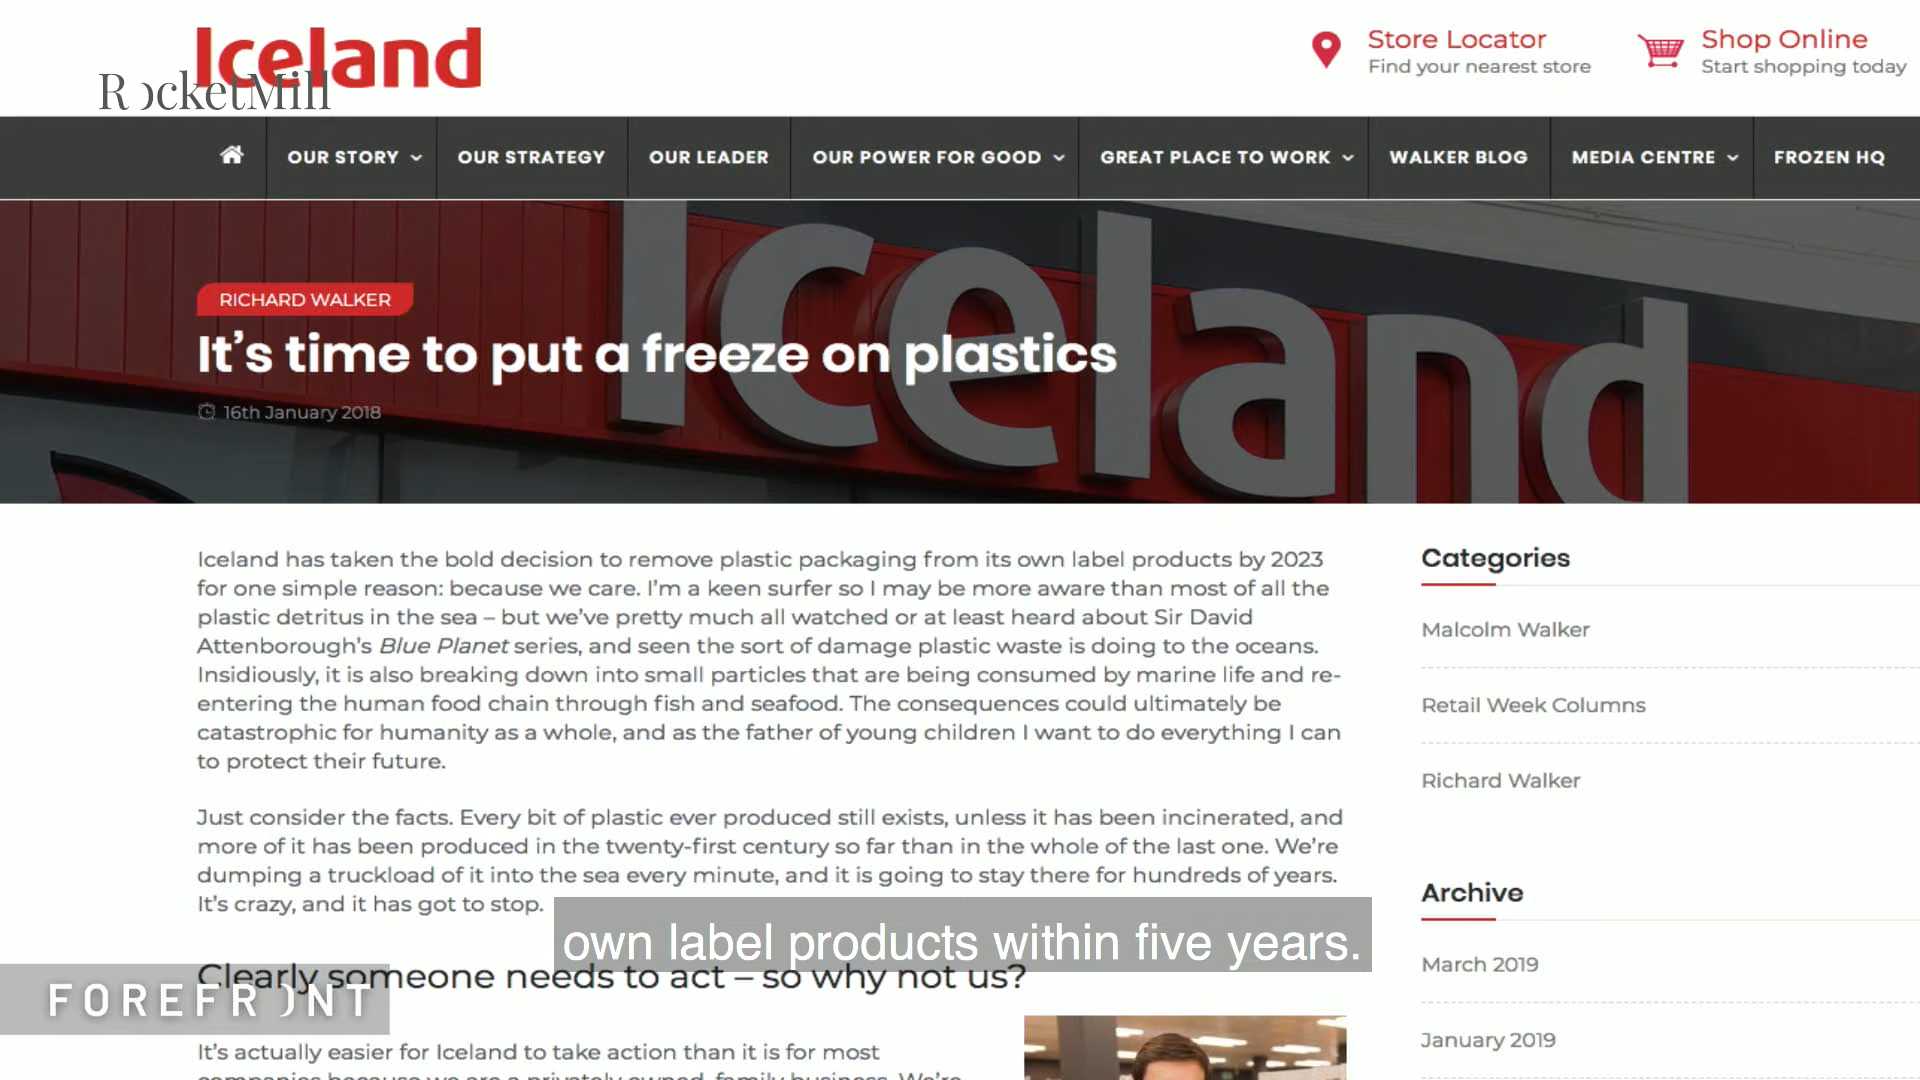 Iceland
RocketMill
Store Locator
Find your nearest store
Shop Online
Start shopping today
OUR STORY
OUR STRATEGY
OUR LEADER
OUR POWER FOR GOOD
GREAT PLACE TO WORK
WALKER BLOG
MEDIA CENTRE
FROZEN HQ
Iceland
RICHARD WALKER
It's time to put a freeze on plastics
16th January 2018
Iceland has taken the bold decision to remove plastic packaging from its own label products by 2023
for one simple reason: because we care. I'm a keen surfer so I may be more aware than most of all the
plastic detritus in the sea – but we've pretty much all watched or at least heard about Sir David
Attenborough's Blue Planet series, and seen the sort of damage plastic waste is doing to the oceans.
Insidiously, it is also breaking down into small particles that are being consumed by marine life and re-
entering the human food chain through fish and seafood. The consequences could ultimately be
catastrophic for humanity as a whole, and as the father of young children I want to do everything I can
to protect their future.
Just consider the facts. Every bit of plastic ever produced still exists, unless it has been incinerated, and
more of it has been produced in the twenty-first century so far than in the whole of the last one. We're
dumping a truckload of it into the sea every minute, and it is going to stay there for hundreds of years.
It's crazy, and it has got to stop.
own label products within five years.
Clearly someone needs to act – so why not us?
FOREFRONT
It's actually easier for Iceland to take action than it is for most
companies because we are a privately owned, family business. We're
Categories
Malcolm Walker
Retail Week Columns
Richard Walker
Archive
March 2019
January 2019